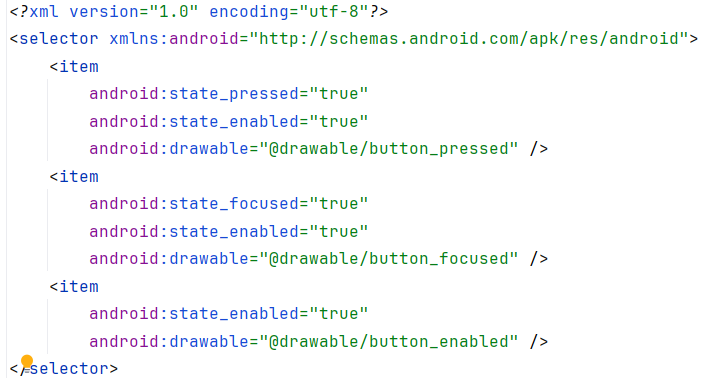 <?xml version="1.0" encoding="utf-8"?>
<selector xmlns:android="http://schemas.android.com/apk/res/android">
    <item
        android:state_pressed="true"
        android:state_enabled="true"
        android:drawable="@drawable/button_pressed" />
    <item
        android:state_focused="true"
        android:state_enabled="true"
        android:drawable="@drawable/button_focused" />
    <item
        android:state_enabled="true"
        android:drawable="@drawable/button_enabled" />
</selector>